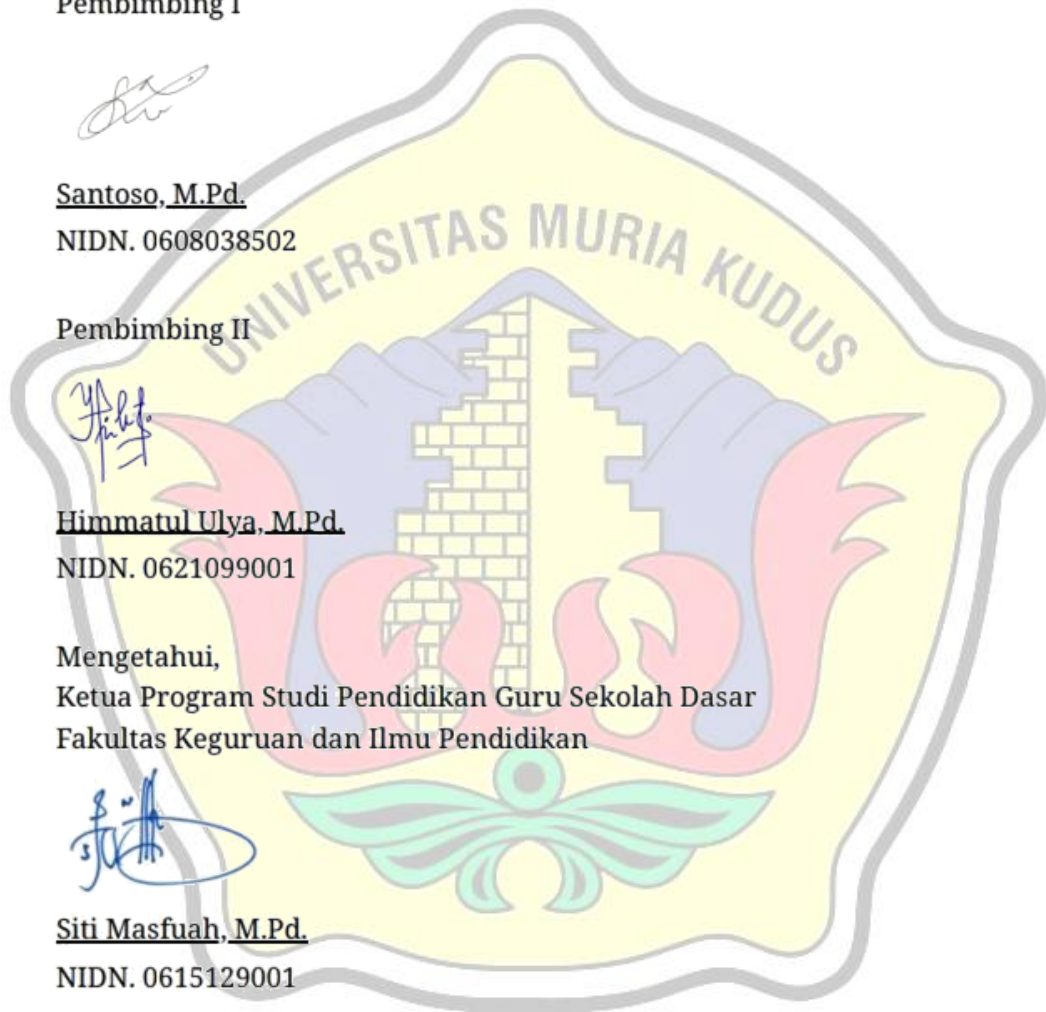 Pembimbing I
Santoso, M.Pd.
NIDN. 0608038502
UNIVERSITAS MURIA KUDUS
Pembimbing II
Himmatul Ulya, M.Pd.
NIDN. 0621099001
Mengetahui,
Ketua Program Studi Pendidikan Guru Sekolah Dasar
Fakultas Keguruan dan Ilmu Pendidikan
Siti Masfuah, M.Pd.
NIDN. 0615129001